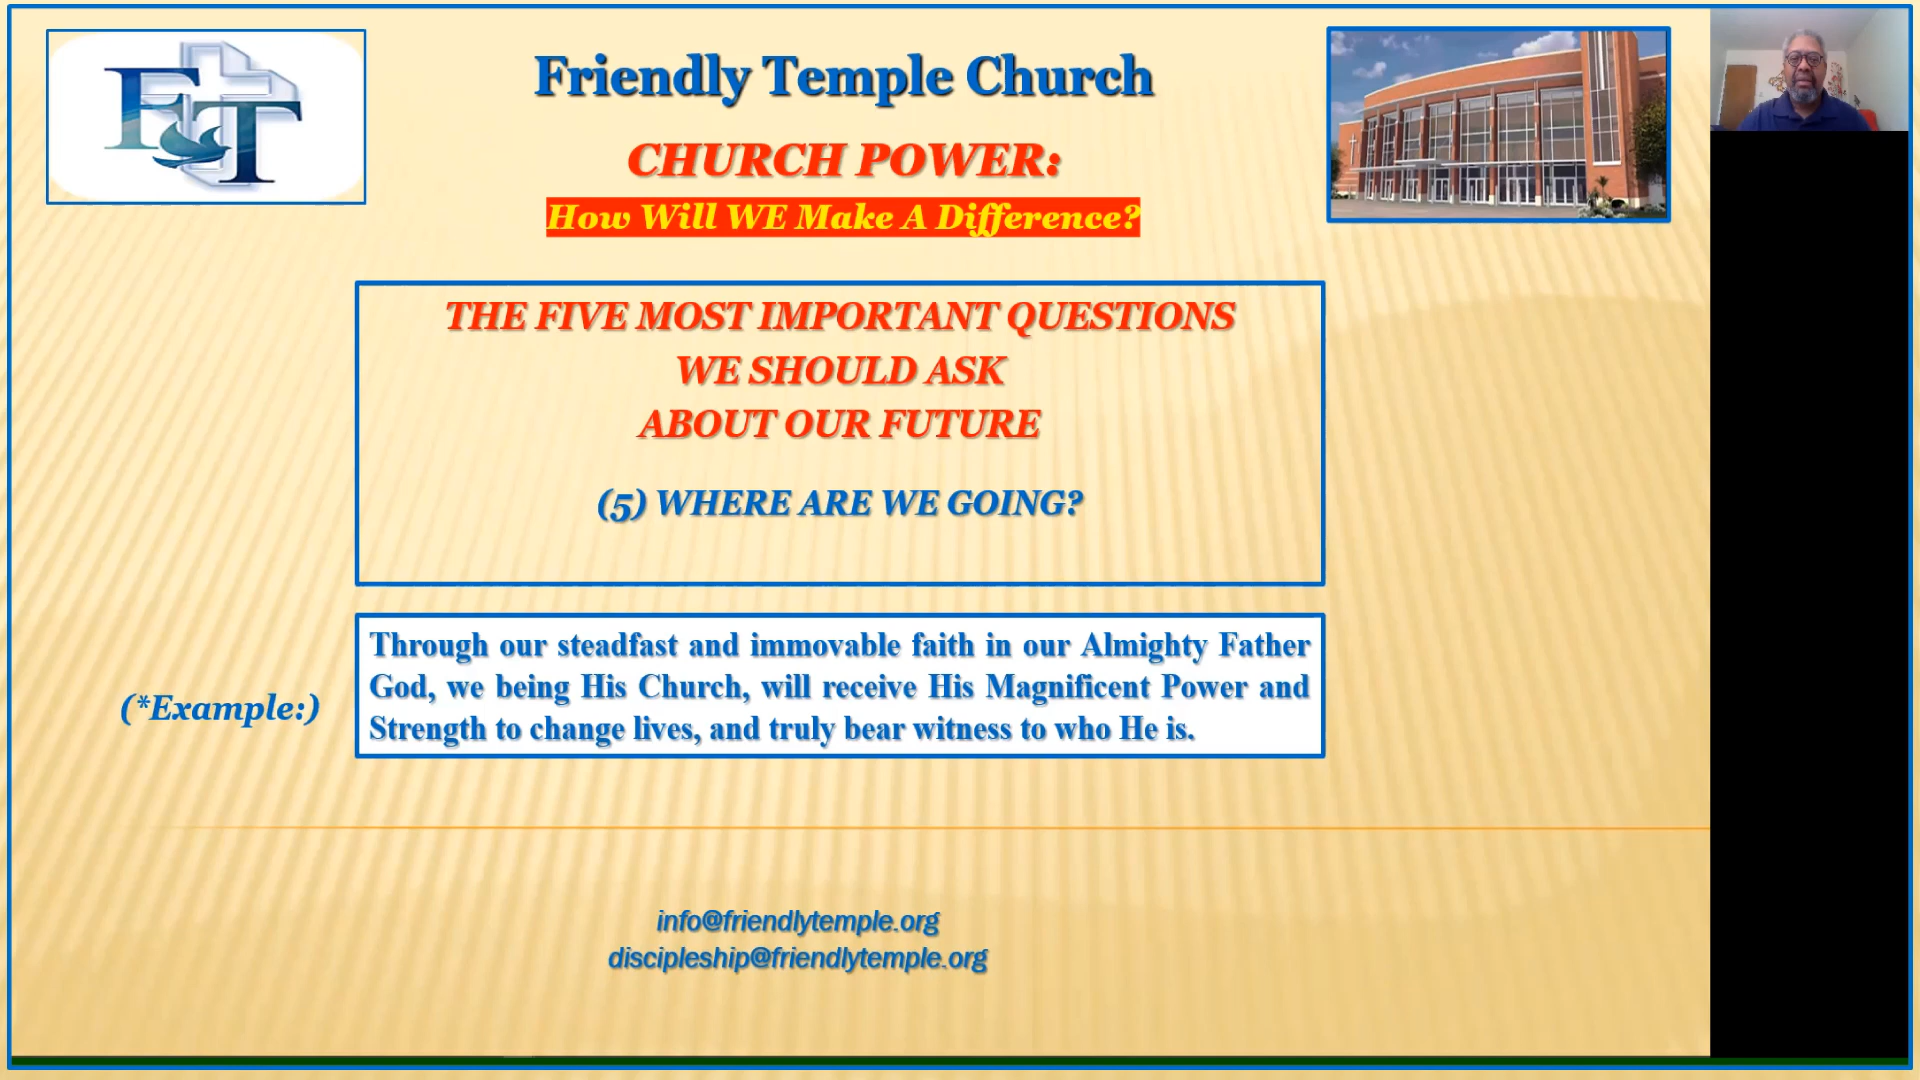 F&T
Friendly Temple Church
CHURCH POWER:
How Will WE Make A Difference?
THE FIVE MOST IMPORTANT QUESTIONS
WE SHOULD ASK
ABOUT OUR FUTURE
(5) WHERE ARE WE GOING?
(*Example:)
Through our steadfast and immovable faith in our Almighty Father
God, we being His Church, will receive His Magnificent Power and
Strength to change lives, and truly bear witness to who He is.
info@friendlytemple.org
discipleship@friendlytemple.org